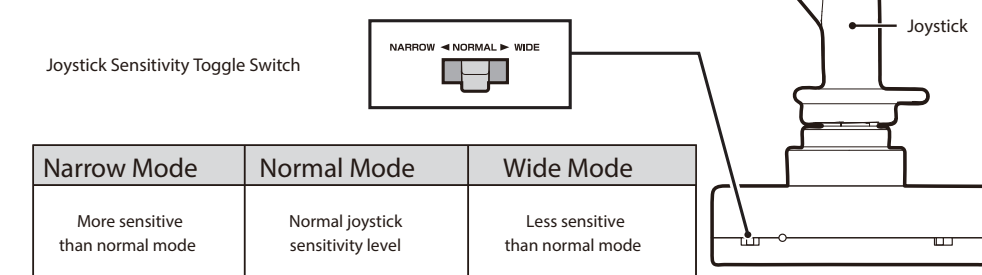 Joystick
NARROW ◄ NORMAL ► WIDE
Joystick Sensitivity Toggle Switch
Narrow Mode
Normal Mode
Wide Mode
More sensitive
than normal mode
Normal joystick
sensitivity level
Less sensitive
than normal mode